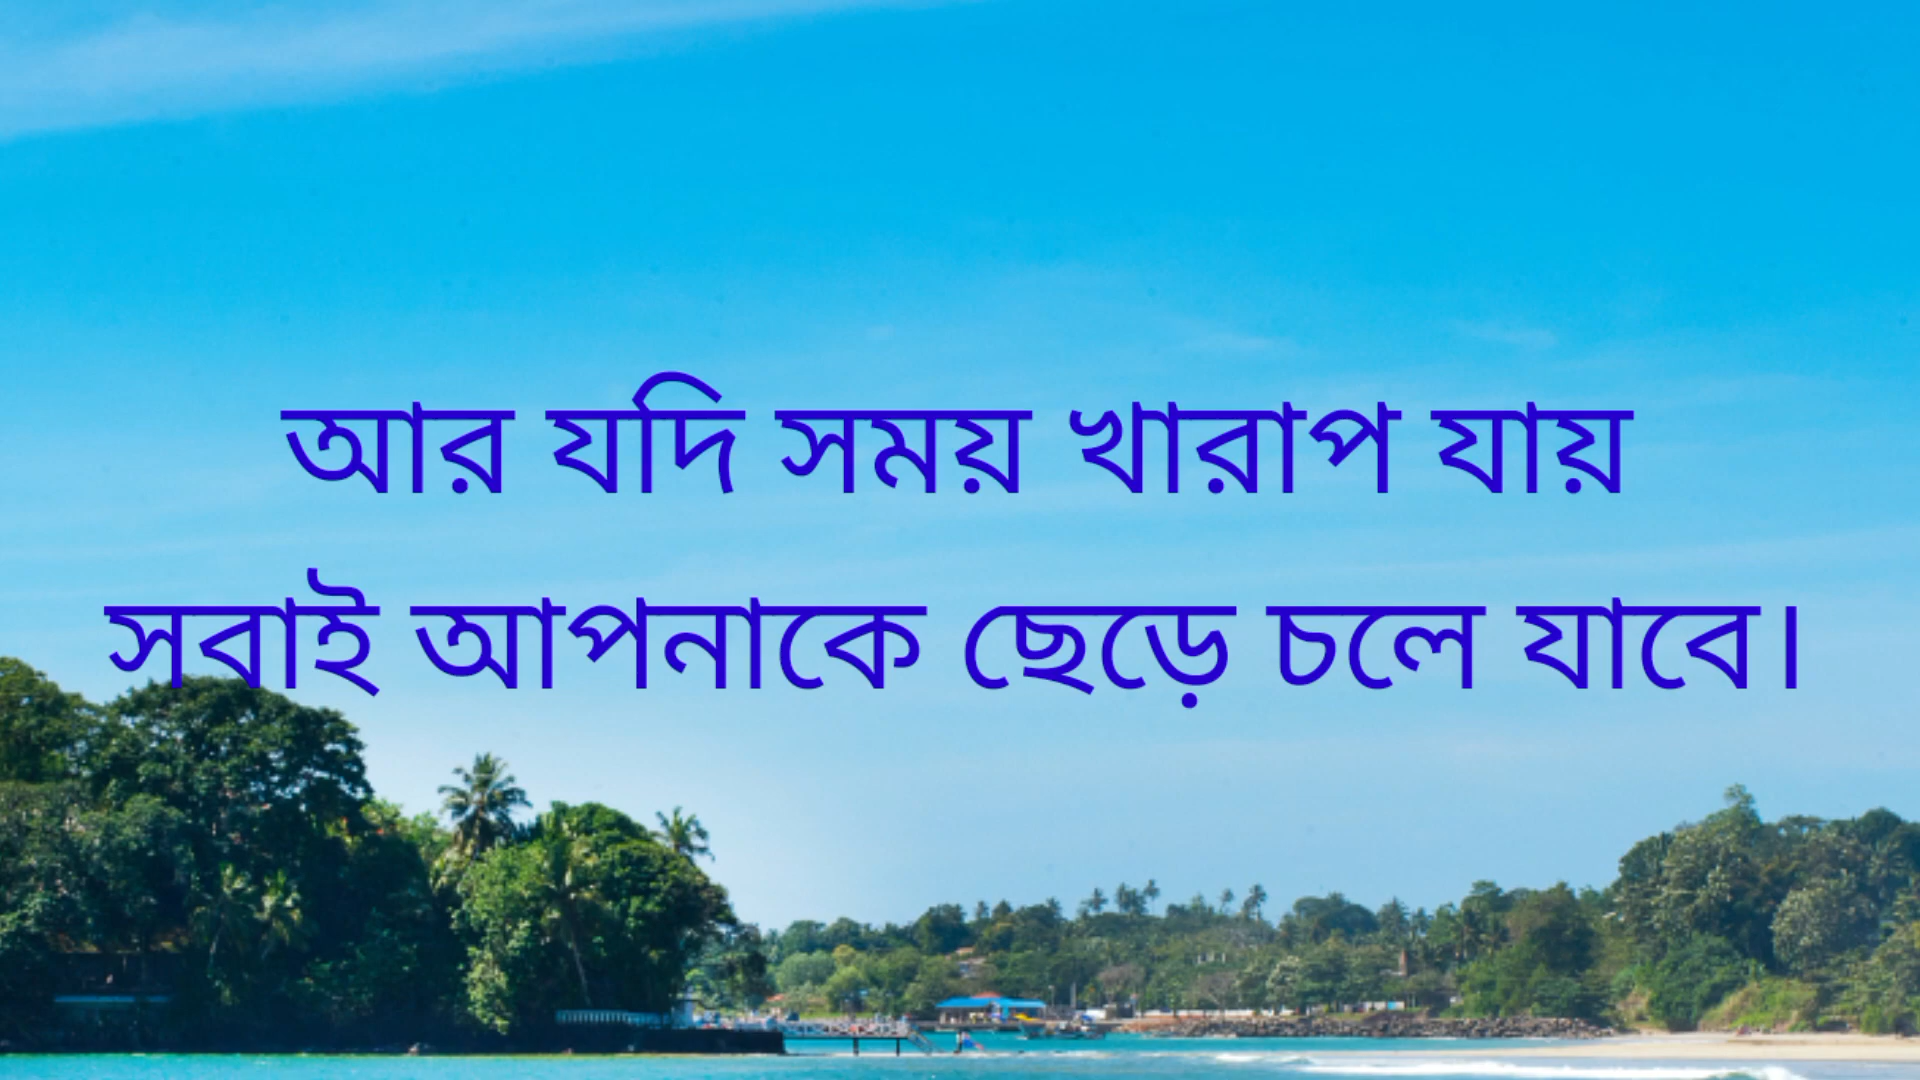 আর যদি সময় খারাপ যায়
সবাই আপনাকে ছেড়ে চলে যাবে।